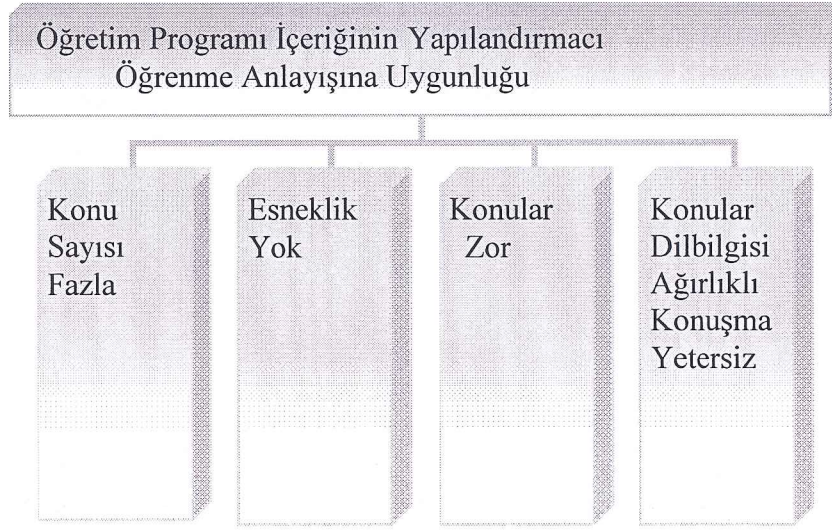 Öğretim Programı İçeriğinin Yapılandırmacı
Öğrenme Anlayışına Uygunluğu
Konu
Sayısı
Fazla
Esneklik
Yok
Konular
Zor
Konular
Dilbilgisi
Ağırlıklı
Konuşma
Yetersiz